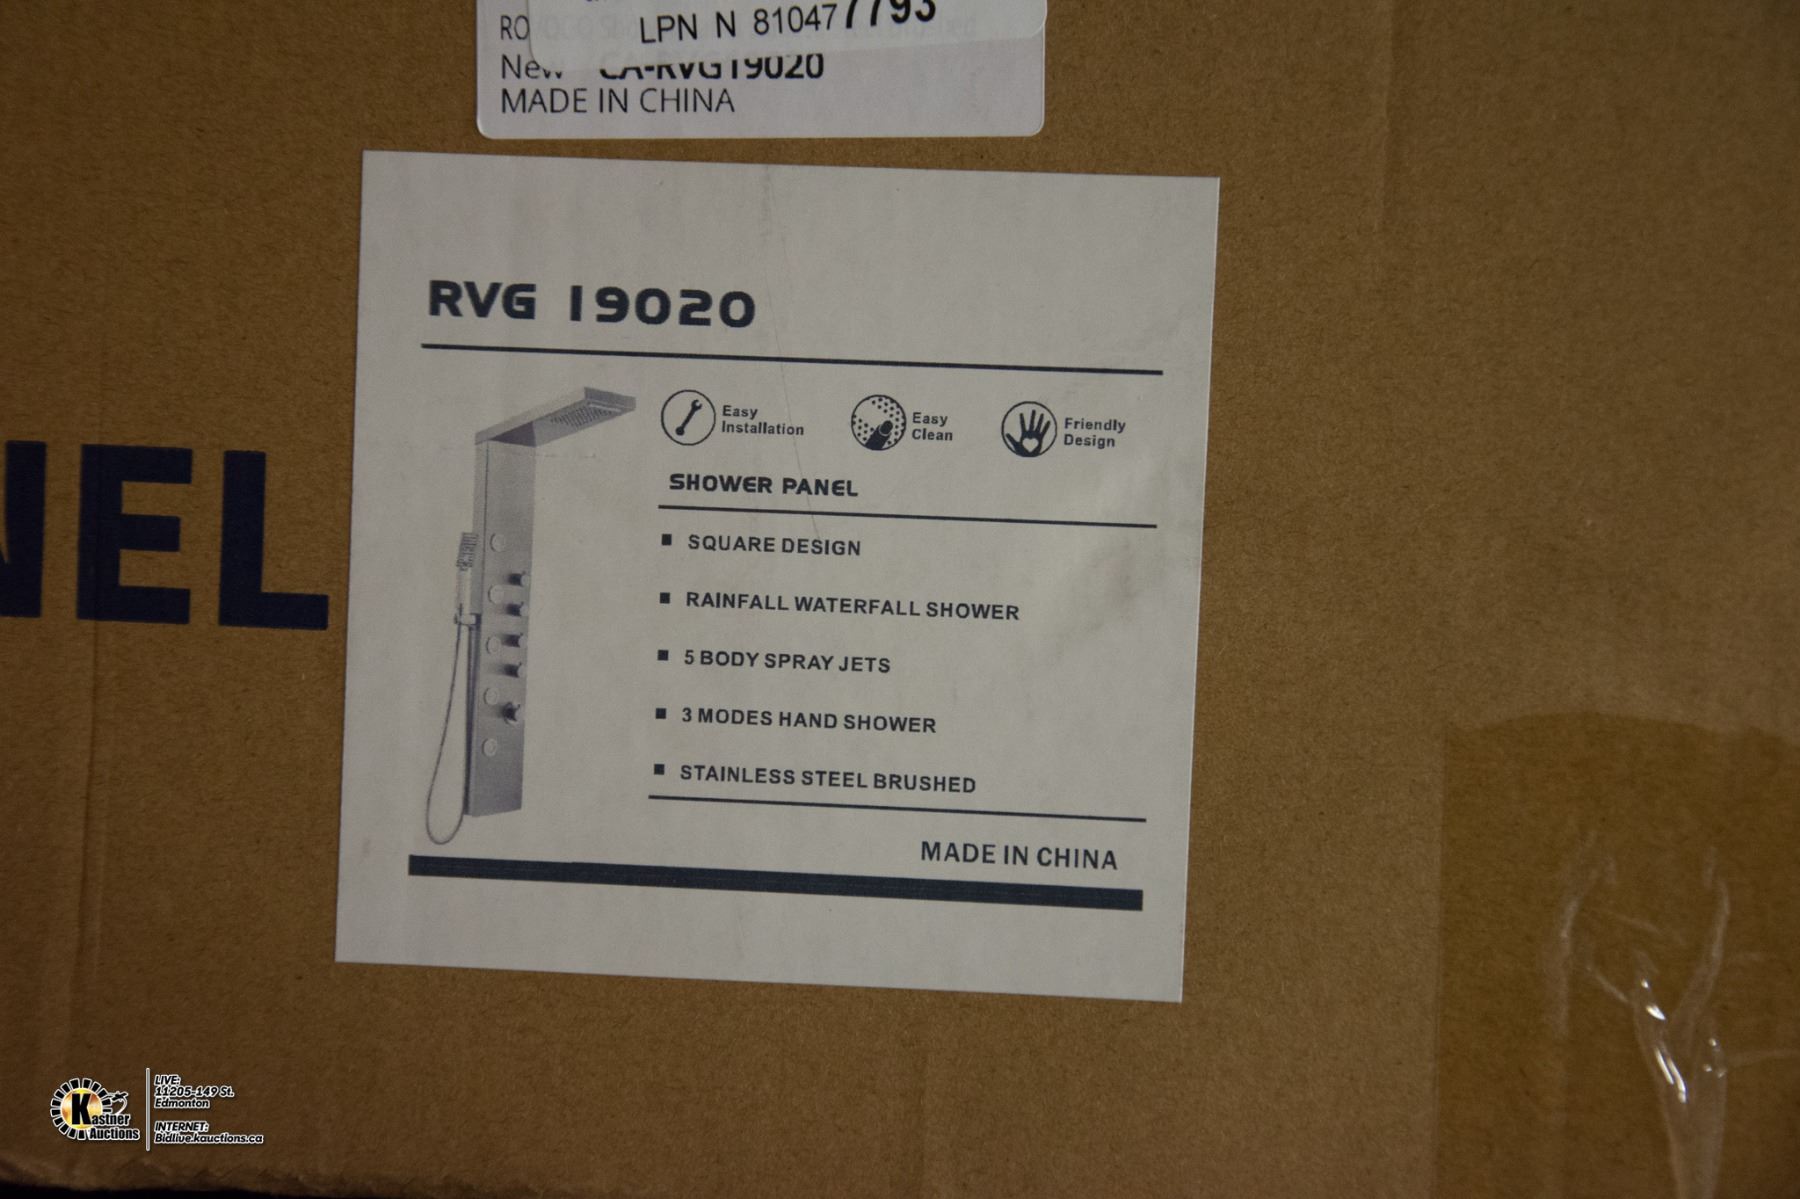 RO
LPN N 810477793
New CA-RVG19020
MADE IN CHINA
RVG 19020
Easy
Installation
Easy
Clean
Friendly
Design
SHOWER PANEL
NEL
▪ SQUARE DESIGN
▪ RAINFALL WATERFALL SHOWER
▪ 5 BODY SPRAY JETS
▪ 3 MODES HAND SHOWER
▪ STAINLESS STEEL BRUSHED
MADE IN CHINA
Kastner
Auctions
LIVE:
11205-149 St.
Edmonton
INTERNET:
Bidlive.kauctions.ca